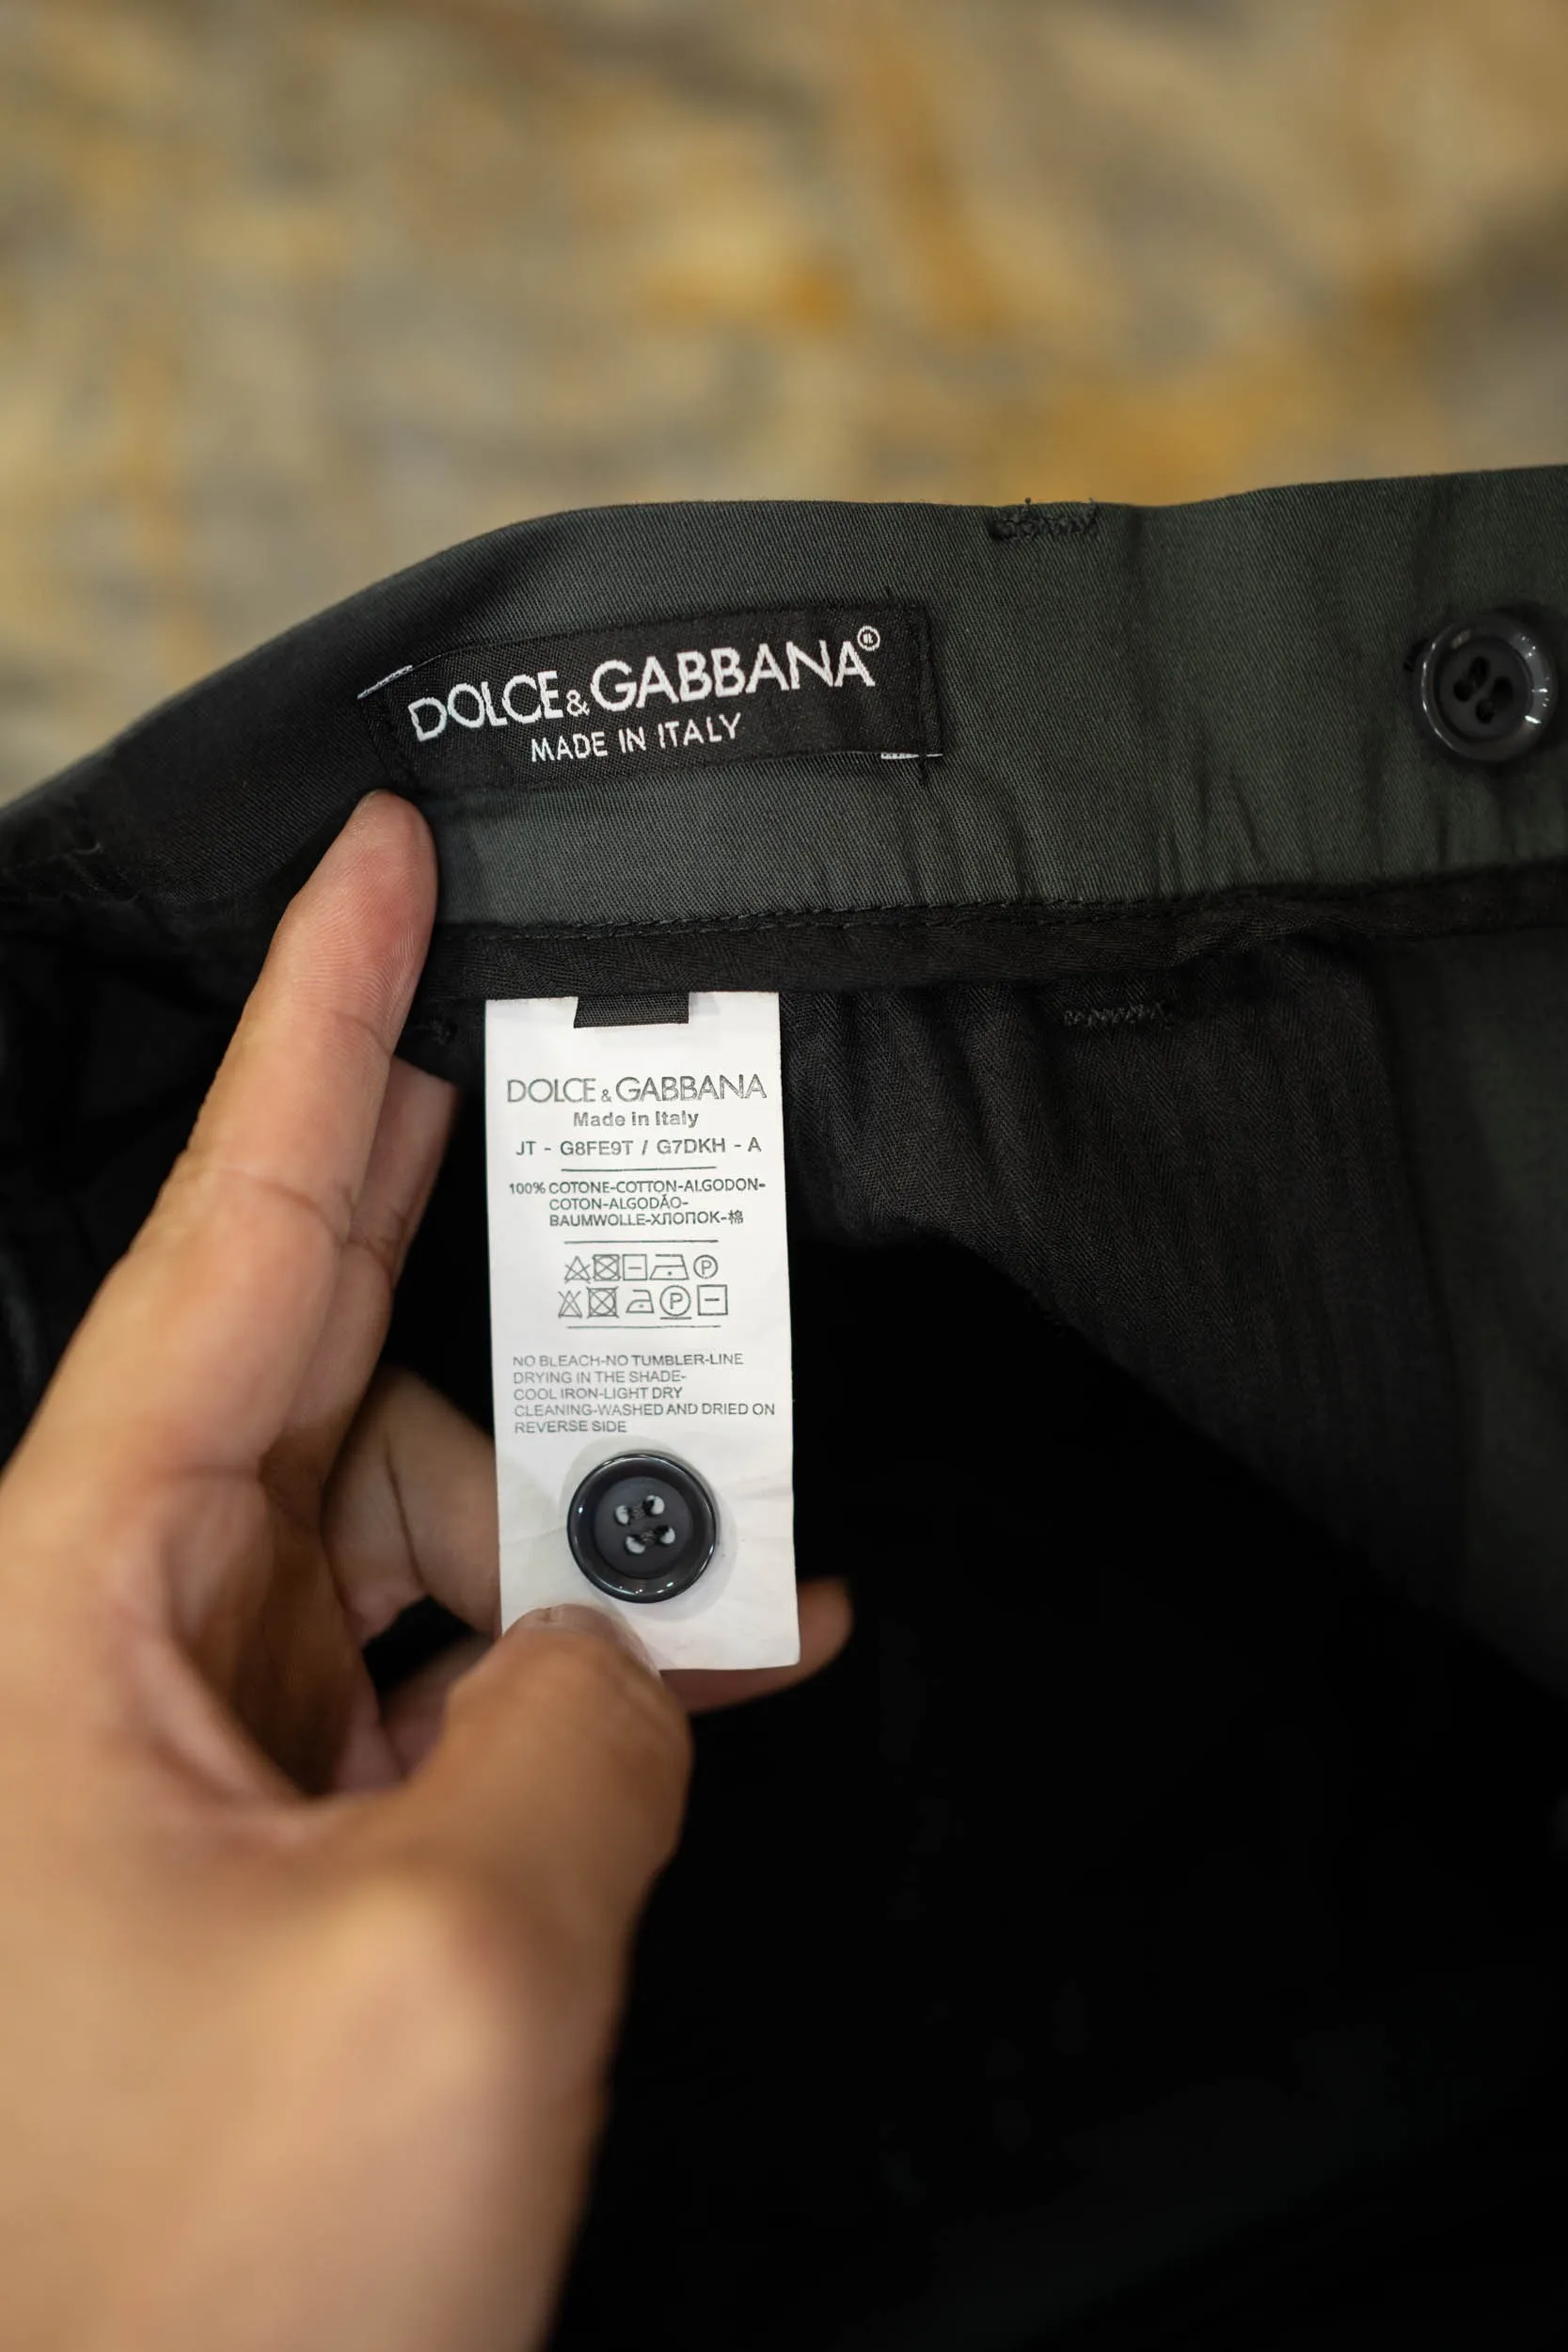 DOLCE & GABBANA®
MADE IN ITALY
DOLCE & GABBANA
Made in Italy
JT - G8FE9T / G7DKH - A
100% COTONE-COTTON-ALGODON-
COTON-ALGODÃO-
BAUMWOLLE-ХЛОПОК-棉
P
P
NO BLEACH-NO TUMBLER-LINE
DRYING IN THE SHADE-
COOL IRON-LIGHT DRY
CLEANING-WASHED AND DRIED ON
REVERSE SIDE